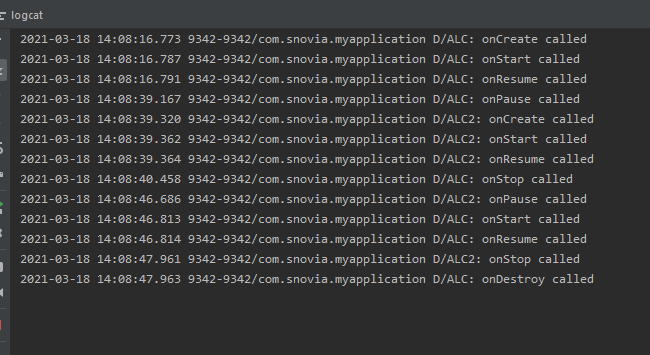 logcat
2021-03-18 14:08:16.773 9342-9342/com.snovia.myapplication D/ALC: onCreate called
2021-03-18 14:08:16.787 9342-9342/com.snovia.myapplication D/ALC: onStart called
2021-03-18 14:08:16.791 9342-9342/com.snovia.myapplication D/ALC: onResume called
2021-03-18 14:08:39.167 9342-9342/com.snovia.myapplication D/ALC: onPause called
2021-03-18 14:08:39.320 9342-9342/com.snovia.myapplication D/ALC2: onCreate called
2021-03-18 14:08:39.362 9342-9342/com.snovia.myapplication D/ALC2: onStart called
2021-03-18 14:08:39.364 9342-9342/com.snovia.myapplication D/ALC2: onResume called
2021-03-18 14:08:40.458 9342-9342/com.snovia.myapplication D/ALC: onStop called
2021-03-18 14:08:46.686 9342-9342/com.snovia.myapplication D/ALC2: onPause called
2021-03-18 14:08:46.813 9342-9342/com.snovia.myapplication D/ALC: onStart called
2021-03-18 14:08:46.814 9342-9342/com.snovia.myapplication D/ALC: onResume called
2021-03-18 14:08:47.961 9342-9342/com.snovia.myapplication D/ALC2: onStop called
2021-03-18 14:08:47.963 9342-9342/com.snovia.myapplication D/ALC: onDestroy called